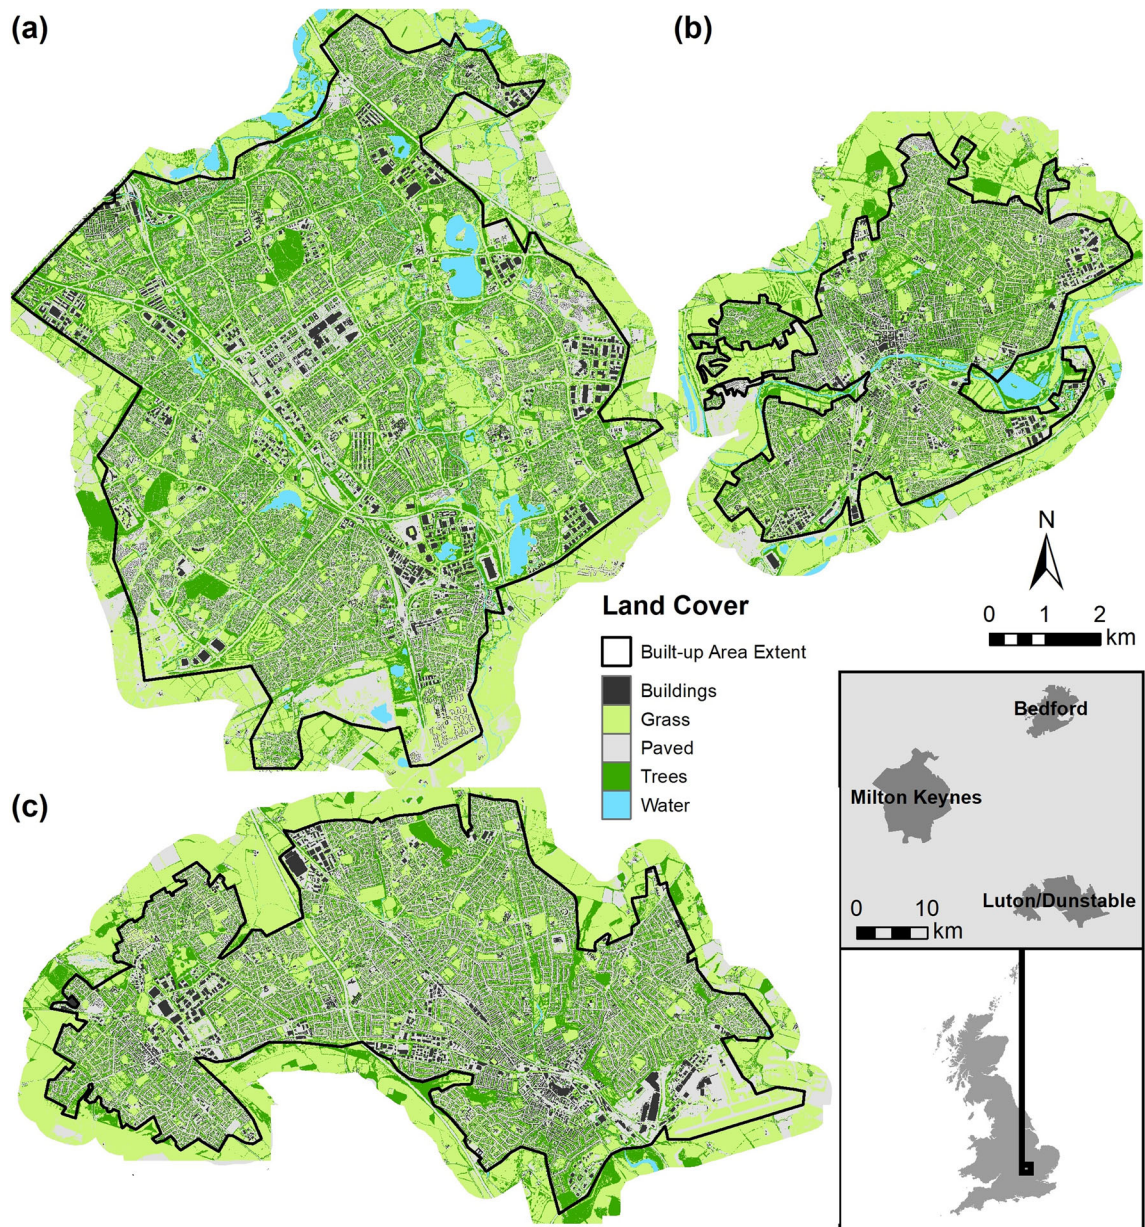 (a)
(b)
N
0 1 2
km
Land Cover
Built-up Area Extent
Buildings
Grass
Paved
Trees
Water
(c)
Bedford
Milton Keynes
Luton/Dunstable
0 10
km